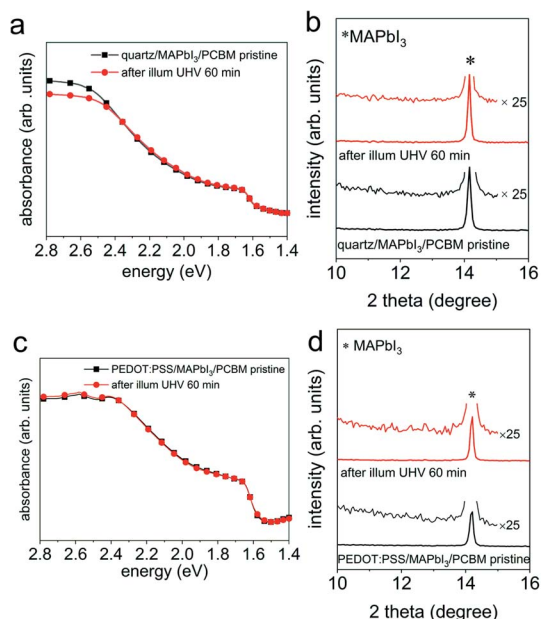 a
quartz/MAPbI₃/PCBM pristine
after illum UHV 60 min
absorbance (arb .units)
2.8 2.6 2.4 2.2 2.0 1.8 1.6 1.4
energy (eV)
b
*MAPbI₃
*
× 25
after illum UHV 60 min
× 25
quartz/MAPbI₃/PCBM pristine
intensity (arb. units)
10 12 14 16
2 theta (degree)
c
PEDOT:PSS/MAPbI₃/PCBM pristine
after illum UHV 60 min
absorbance (arb. units)
2.8 2.6 2.4 2.2 2.0 1.8 1.6 1.4
energy (eV)
d
* MAPbI₃
*
×25
after illum UHV 60 min
×25
PEDOT:PSS/MAPbI₃/PCBM pristine
intensity (arb. units)
10 12 14 16
2 theta (degree)